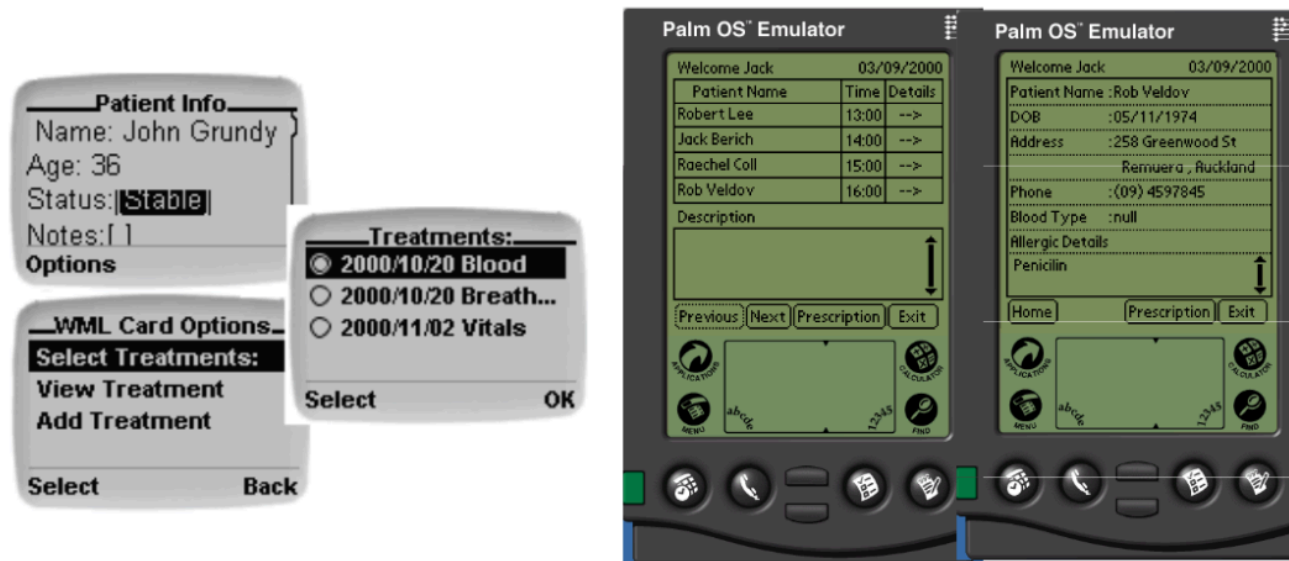 Patient Info
Name: John Grundy
Age: 36
Status: Stable
Notes:[ ]
Options
WML Card Options
Select Treatments:
View Treatment
Add Treatment
Select Back
Treatments:
2000/10/20 Blood
2000/10/20 Breath...
2000/11/02 Vitals
Select OK
Palm OS™ Emulator
Welcome Jack 03/09/2000
Patient Name Time Details
Robert Lee 13:00 -->
Jack Berich 14:00 -->
Raechel Coll 15:00 -->
Rob Veldov 16:00 -->
Description
Previous Next Prescription Exit
APPLICATIONS CALCULATOR
MENU abcde 12345 FIND
Palm OS™ Emulator
Welcome Jack 03/09/2000
Patient Name :Rob Veldov
DOB :05/11/1974
Address :258 Greenwood St
Remuera , Auckland
Phone :(09) 4597845
Blood Type :null
Allergic Details
Penicilin
Home Prescription Exit
APPLICATIONS CALCULATOR
MENU abcde 12345 FIND